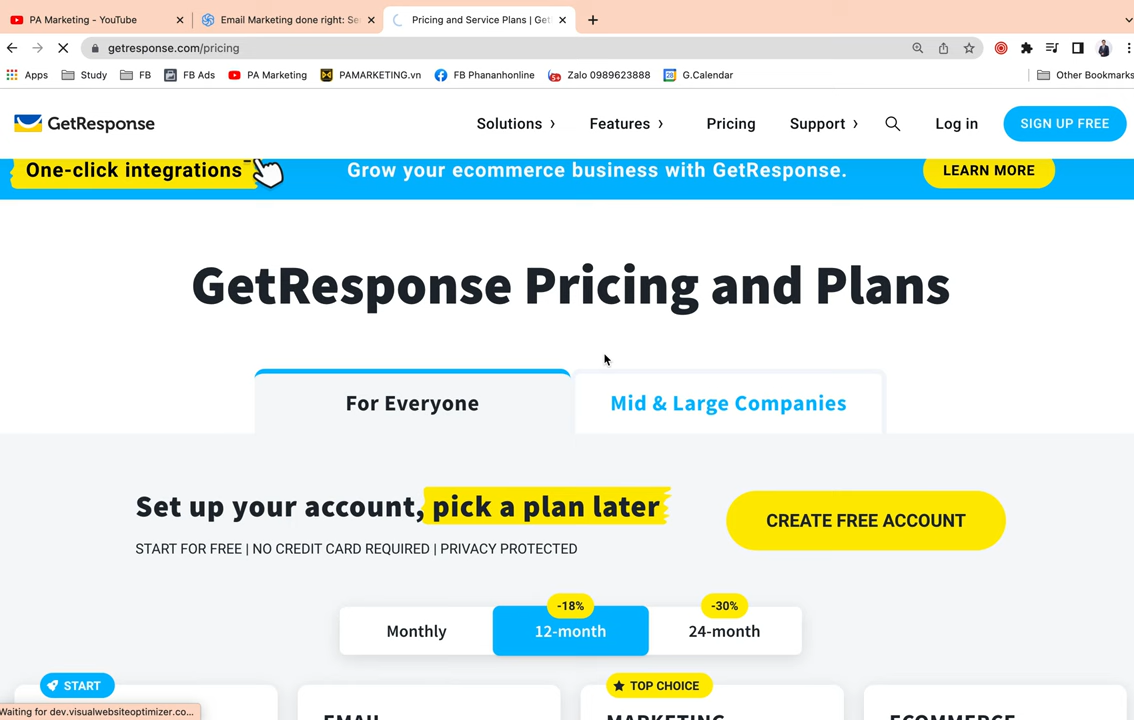 PA Marketing - YouTube
Email Marketing done right: Se
Pricing and Service Plans | Get
getresponse.com/pricing
Apps
Study
FB
FB Ads
PA Marketing
PAMARKETING.vn
FB Phananhonline
Zalo 0989623888
G.Calendar
Other Bookmarks
GetResponse
Solutions
Features
Pricing
Support
Log in
SIGN UP FREE
One-click integrations
Grow your ecommerce business with GetResponse.
LEARN MORE
GetResponse Pricing and Plans
For Everyone
Mid & Large Companies
Set up your account, pick a plan later
CREATE FREE ACCOUNT
START FOR FREE | NO CREDIT CARD REQUIRED | PRIVACY PROTECTED
-18%
-30%
Monthly
12-month
24-month
START
TOP CHOICE
Waiting for dev.visualwebsiteoptimizer.co...
EMAIL
MARKETING
ECOMMERCE